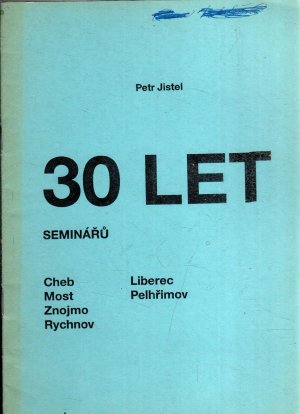 Petr Jistel
30 LET
SEMINÁŘŮ
Cheb
Most
Znojmo
Rychnov
Liberec
Pelhřimov